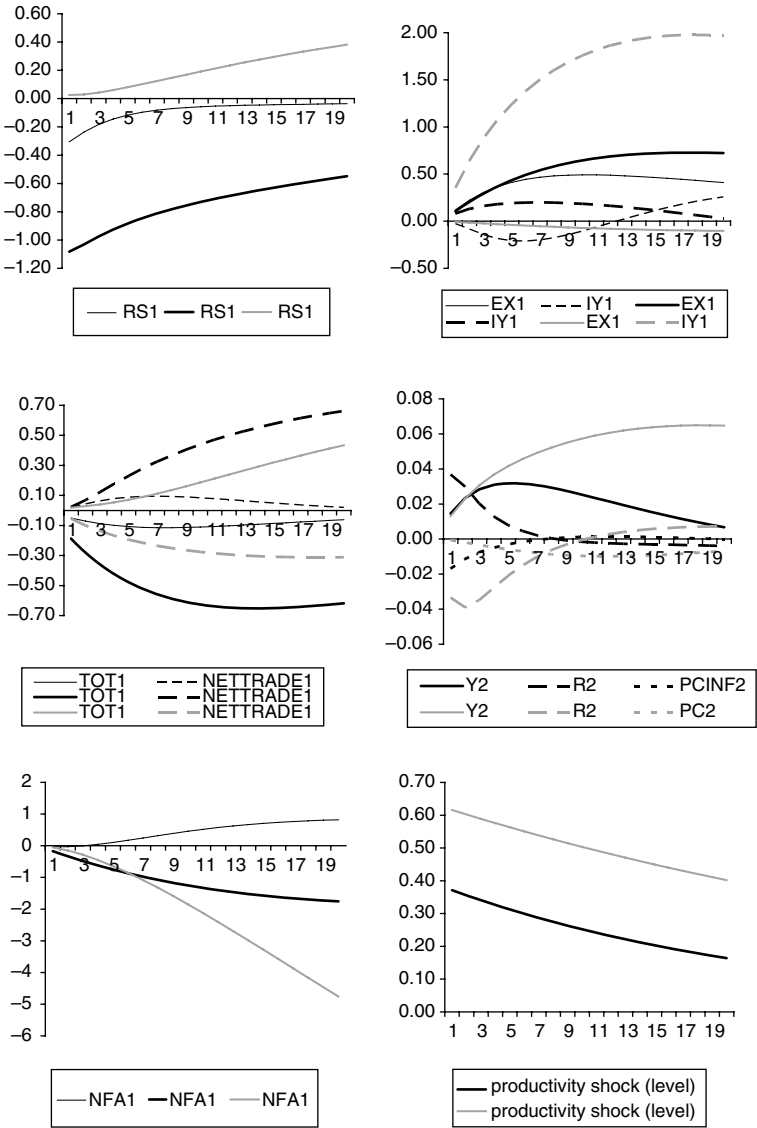 0.60
0.40
0.20
0.00
−0.20
−0.40
−0.60
−0.80
−1.00
−1.20
1 3 5 7 9 11 13 15 17 19
RS1 RS1 RS1
2.00
1.50
1.00
0.50
0.00
−0.50
1 3 5 7 9 11 13 15 17 19
EX1 IY1 EX1
IY1 EX1 IY1
0.70
0.50
0.30
0.10
−0.10
−0.30
−0.50
−0.70
1 3 5 7 9 11 13 15 17 19
TOT1 NETTRADE1
TOT1 NETTRADE1
TOT1 NETTRADE1
0.08
0.06
0.04
0.02
0.00
−0.02
−0.04
−0.06
1 3 5 7 9 11 13 15 17 19
Y2 R2 PCINF2
Y2 R2 PC2
2
1
0
−1
−2
−3
−4
−5
−6
1 3 5 7 9 11 13 15 17 19
NFA1 NFA1 NFA1
0.70
0.60
0.50
0.40
0.30
0.20
0.10
0.00
1 3 5 7 9 11 13 15 17 19
productivity shock (level)
productivity shock (level)